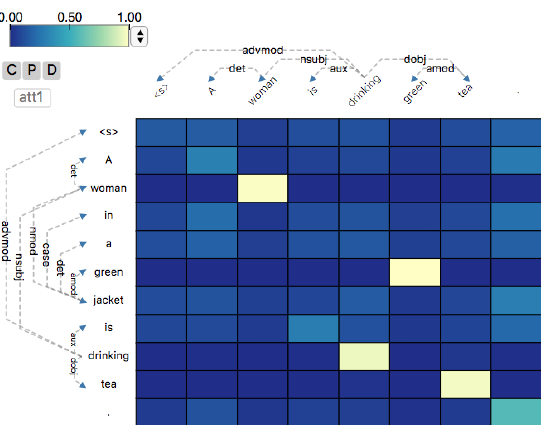 0.00 0.50 1.00
C P D
att1
advmod
det nsubj aux dobj amod
<s> A woman is drinking green tea .
<s>
A
woman
in
a
green
jacket
is
drinking
tea
.
advmod nsubj nmod case det det amod aux dobj